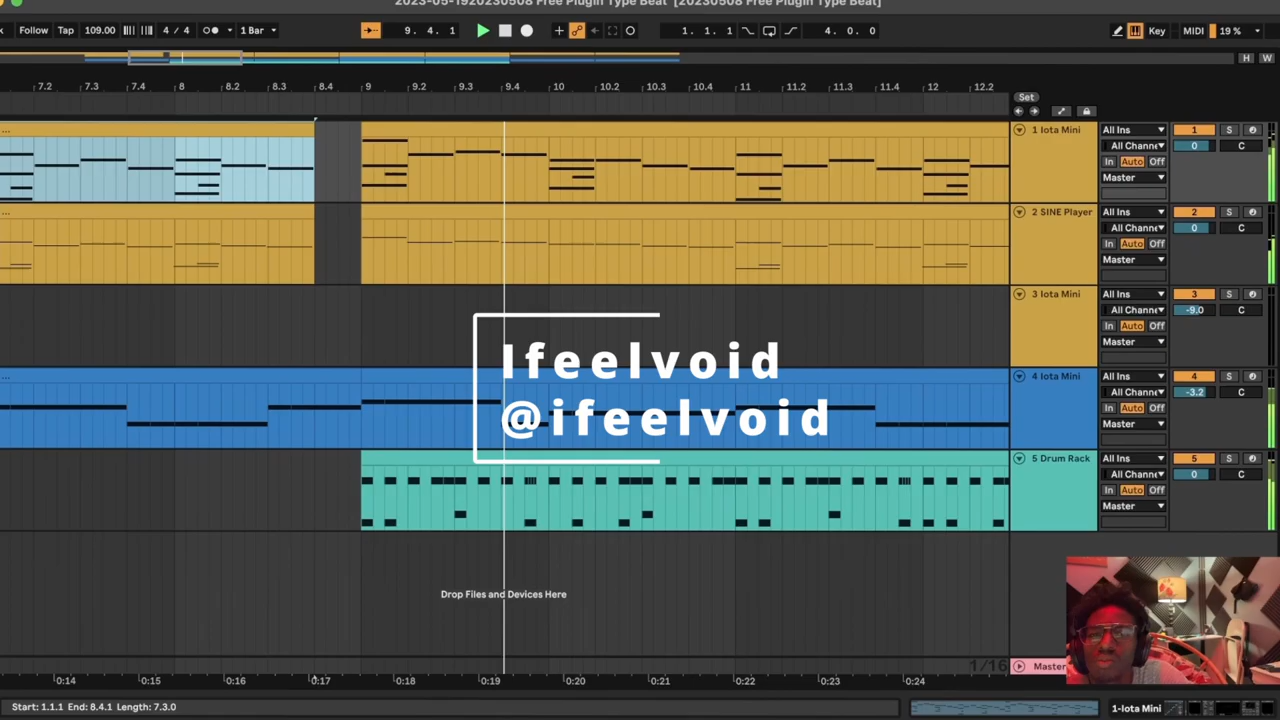 2023-05-1920230508 Free Plugin Type Beat [20230508 Free Plugin Type Beat]
Follow Tap 109.00 4 / 4 1 Bar 9. 4. 1 1. 1. 1 4. 0. 0 Key MIDI 19 %
H W
7.2 7.3 7.4 8 8.2 8.3 8.4 9 9.2 9.3 9.4 10 10.2 10.3 10.4 11 11.2 11.3 11.4 12 12.2
Set
... 1 Iota Mini All Ins 1 S
All Channe 0 C
In Auto Off
Master
... 2 SINE Player All Ins 2 S
All Channe 0 C
In Auto Off
Master
3 Iota Mini All Ins 3 S
All Channe -9.0 C
In Auto Off
Master
Ifeelvoid
@ifeelvoid
... 4 Iota Mini All Ins 4 S
All Channe -3.2 C
In Auto Off
Master
5 Drum Rack All Ins 5 S
All Channe 0 C
In Auto Off
Master
Drop Files and Devices Here
1/16 Master
0:14 0:15 0:16 0:17 0:18 0:19 0:20 0:21 0:22 0:23 0:24
Start: 1.1.1 End: 8.4.1 Length: 7.3.0 1-Iota Mini